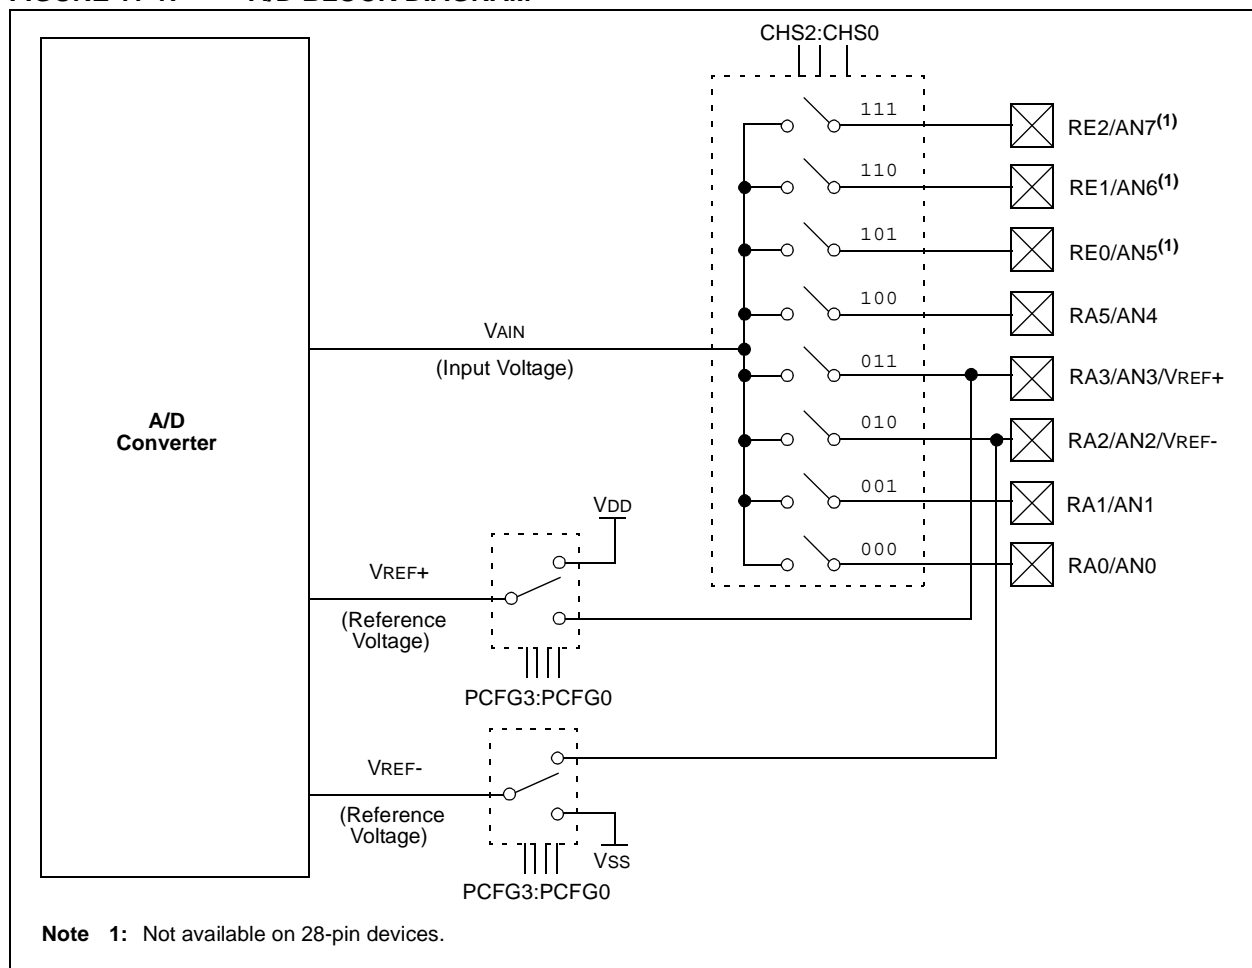 CHS2:CHS0
111
RE2/AN7(1)
110
RE1/AN6(1)
101
RE0/AN5(1)
100
RA5/AN4
VAIN
(Input Voltage)
011
RA3/AN3/VREF+
A/D
Converter
010
RA2/AN2/VREF-
001
RA1/AN1
VDD
000
RA0/AN0
VREF+
(Reference
Voltage)
PCFG3:PCFG0
VREF-
(Reference
Voltage)
VSS
PCFG3:PCFG0
Note 1: Not available on 28-pin devices.